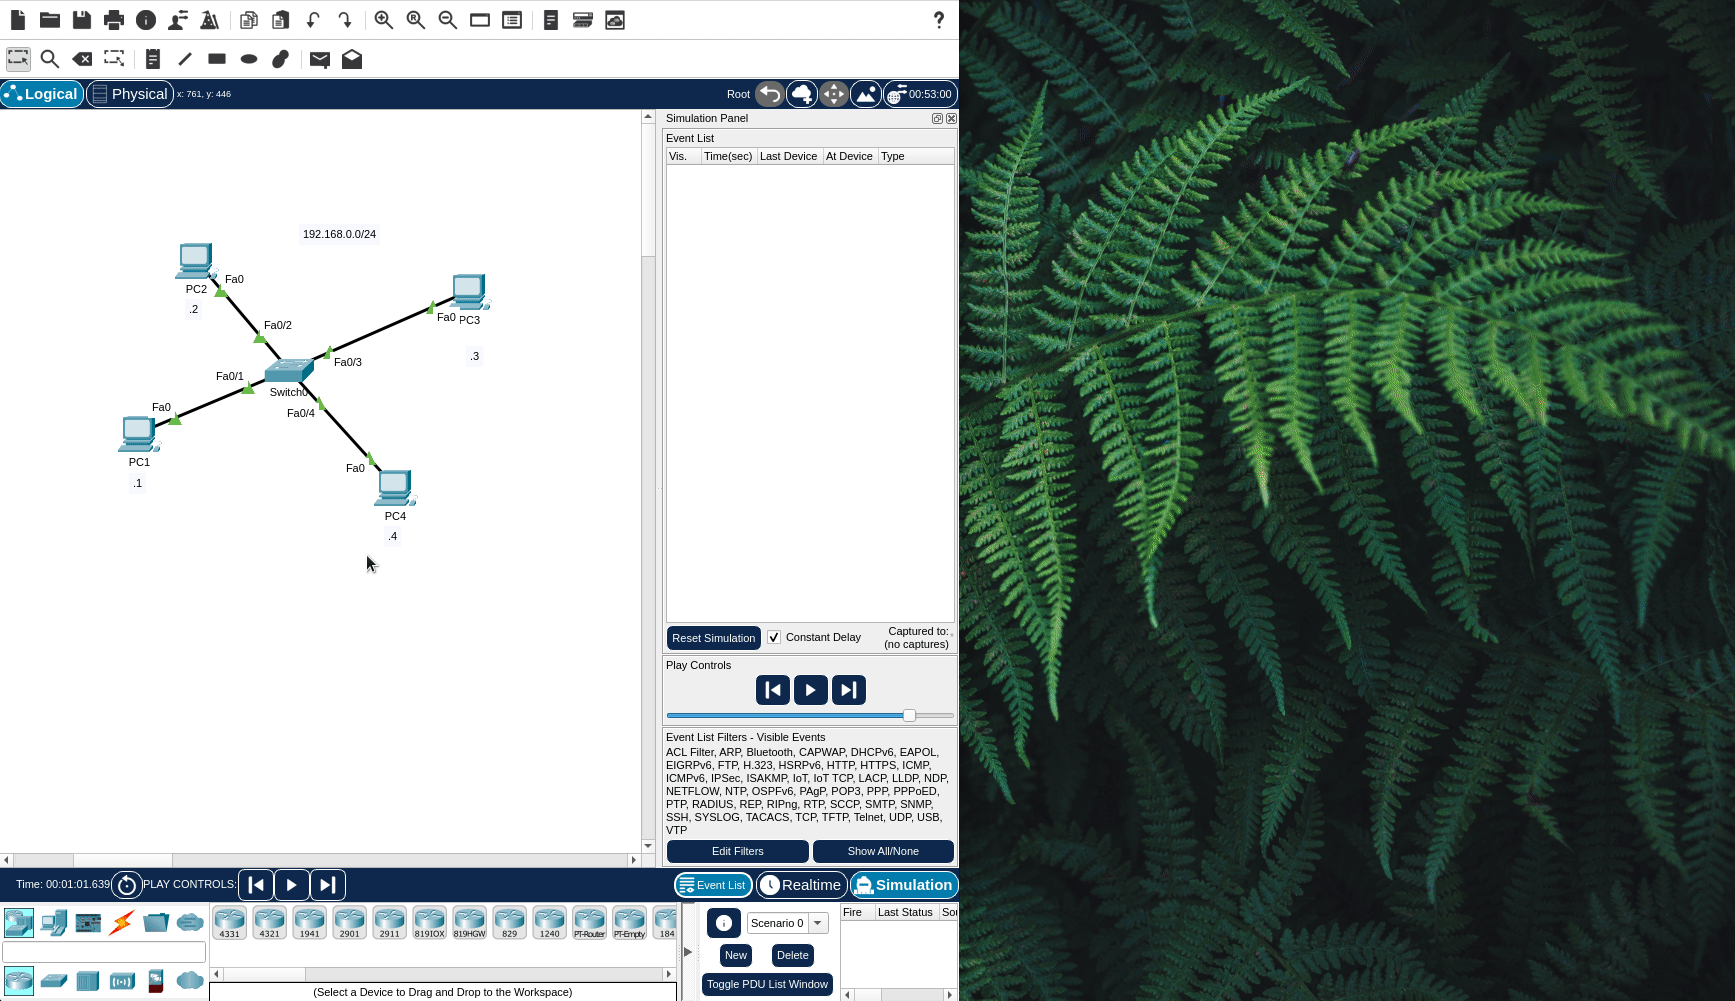 Logical
Physical
x: 761, y: 446
Root
00:53:00
Simulation Panel
Event List
Vis. Time(sec) Last Device At Device Type
192.168.0.0/24
PC2
Fa0
.2
Fa0/2
Fa0 PC3
.3
Fa0/3
Fa0/1
Switch0
Fa0
Fa0/4
PC1
.1
Fa0
PC4
.4
Reset Simulation
Constant Delay
Captured to:
(no captures)
Play Controls
Event List Filters - Visible Events
ACL Filter, ARP, Bluetooth, CAPWAP, DHCPv6, EAPOL,
EIGRPv6, FTP, H.323, HSRPv6, HTTP, HTTPS, ICMP,
ICMPv6, IPSec, ISAKMP, IoT, IoT TCP, LACP, LLDP, NDP,
NETFLOW, NTP, OSPFv6, PAgP, POP3, PPP, PPPoED,
PTP, RADIUS, REP, RIPng, RTP, SCCP, SMTP, SNMP,
SSH, SYSLOG, TACACS, TCP, TFTP, Telnet, UDP, USB,
VTP
Edit Filters
Show All/None
Time: 00:01:01.639
PLAY CONTROLS:
Event List
Realtime
Simulation
4331 4321 1941 2901 2911 819IOX 819HGW 829 1240 PT-Router PT-Empty 184
(Select a Device to Drag and Drop to the Workspace)
Scenario 0
New
Delete
Toggle PDU List Window
Fire Last Status Sou